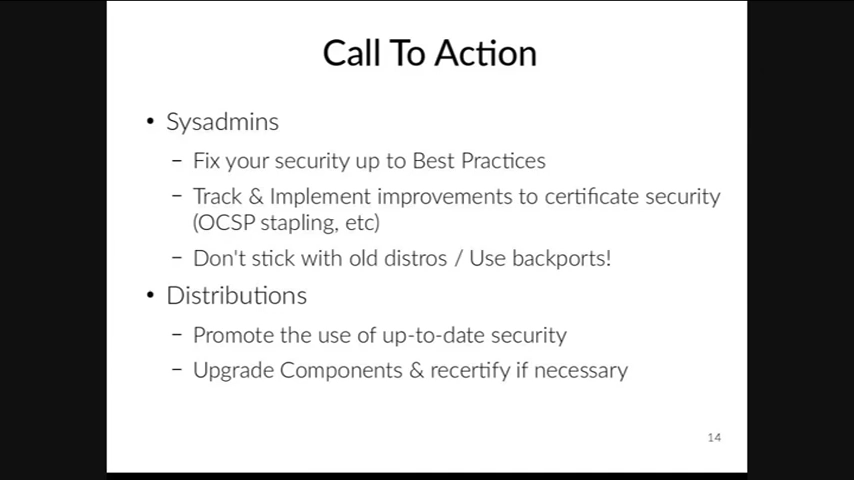 Call To Action
• Sysadmins
– Fix your security up to Best Practices
– Track & Implement improvements to certificate security
(OCSP stapling, etc)
– Don't stick with old distros / Use backports!
• Distributions
– Promote the use of up-to-date security
– Upgrade Components & recertify if necessary
14